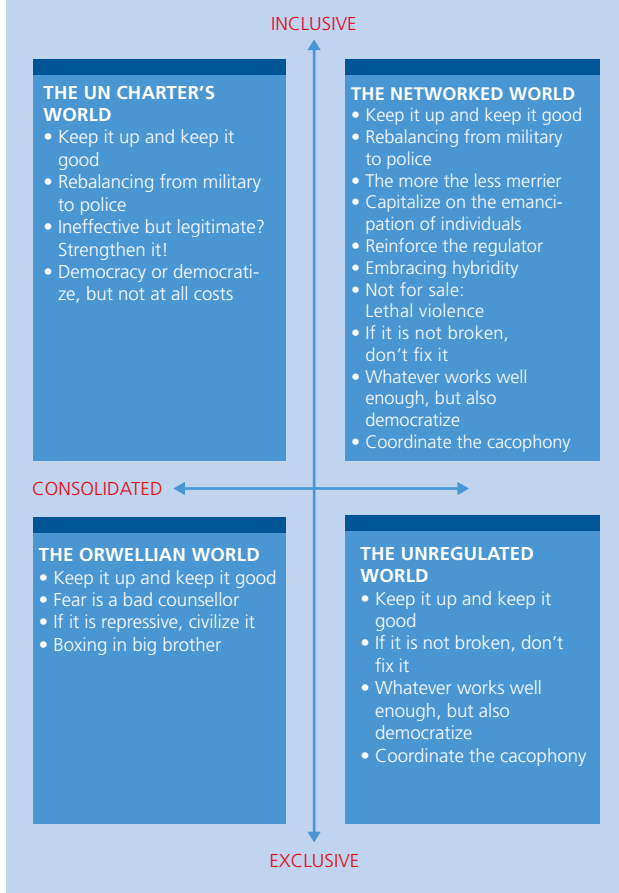 INCLUSIVE
THE UN CHARTER'S
WORLD
• Keep it up and keep it
good
• Rebalancing from military
to police
• Ineffective but legitimate?
Strengthen it!
• Democracy or democrati-
ze, but not at all costs
THE NETWORKED WORLD
• Keep it up and keep it good
• Rebalancing from military
to police
• The more the less merrier
• Capitalize on the emanci-
pation of individuals
• Reinforce the regulator
• Embracing hybridity
• Not for sale:
Lethal violence
• If it is not broken,
don't fix it
• Whatever works well
enough, but also
democratize
• Coordinate the cacophony
CONSOLIDATED
THE ORWELLIAN WORLD
• Keep it up and keep it good
• Fear is a bad counsellor
• If it is repressive, civilize it
• Boxing in big brother
THE UNREGULATED
WORLD
• Keep it up and keep it
good
• If it is not broken, don't
fix it
• Whatever works well
enough, but also
democratize
• Coordinate the cacophony
EXCLUSIVE